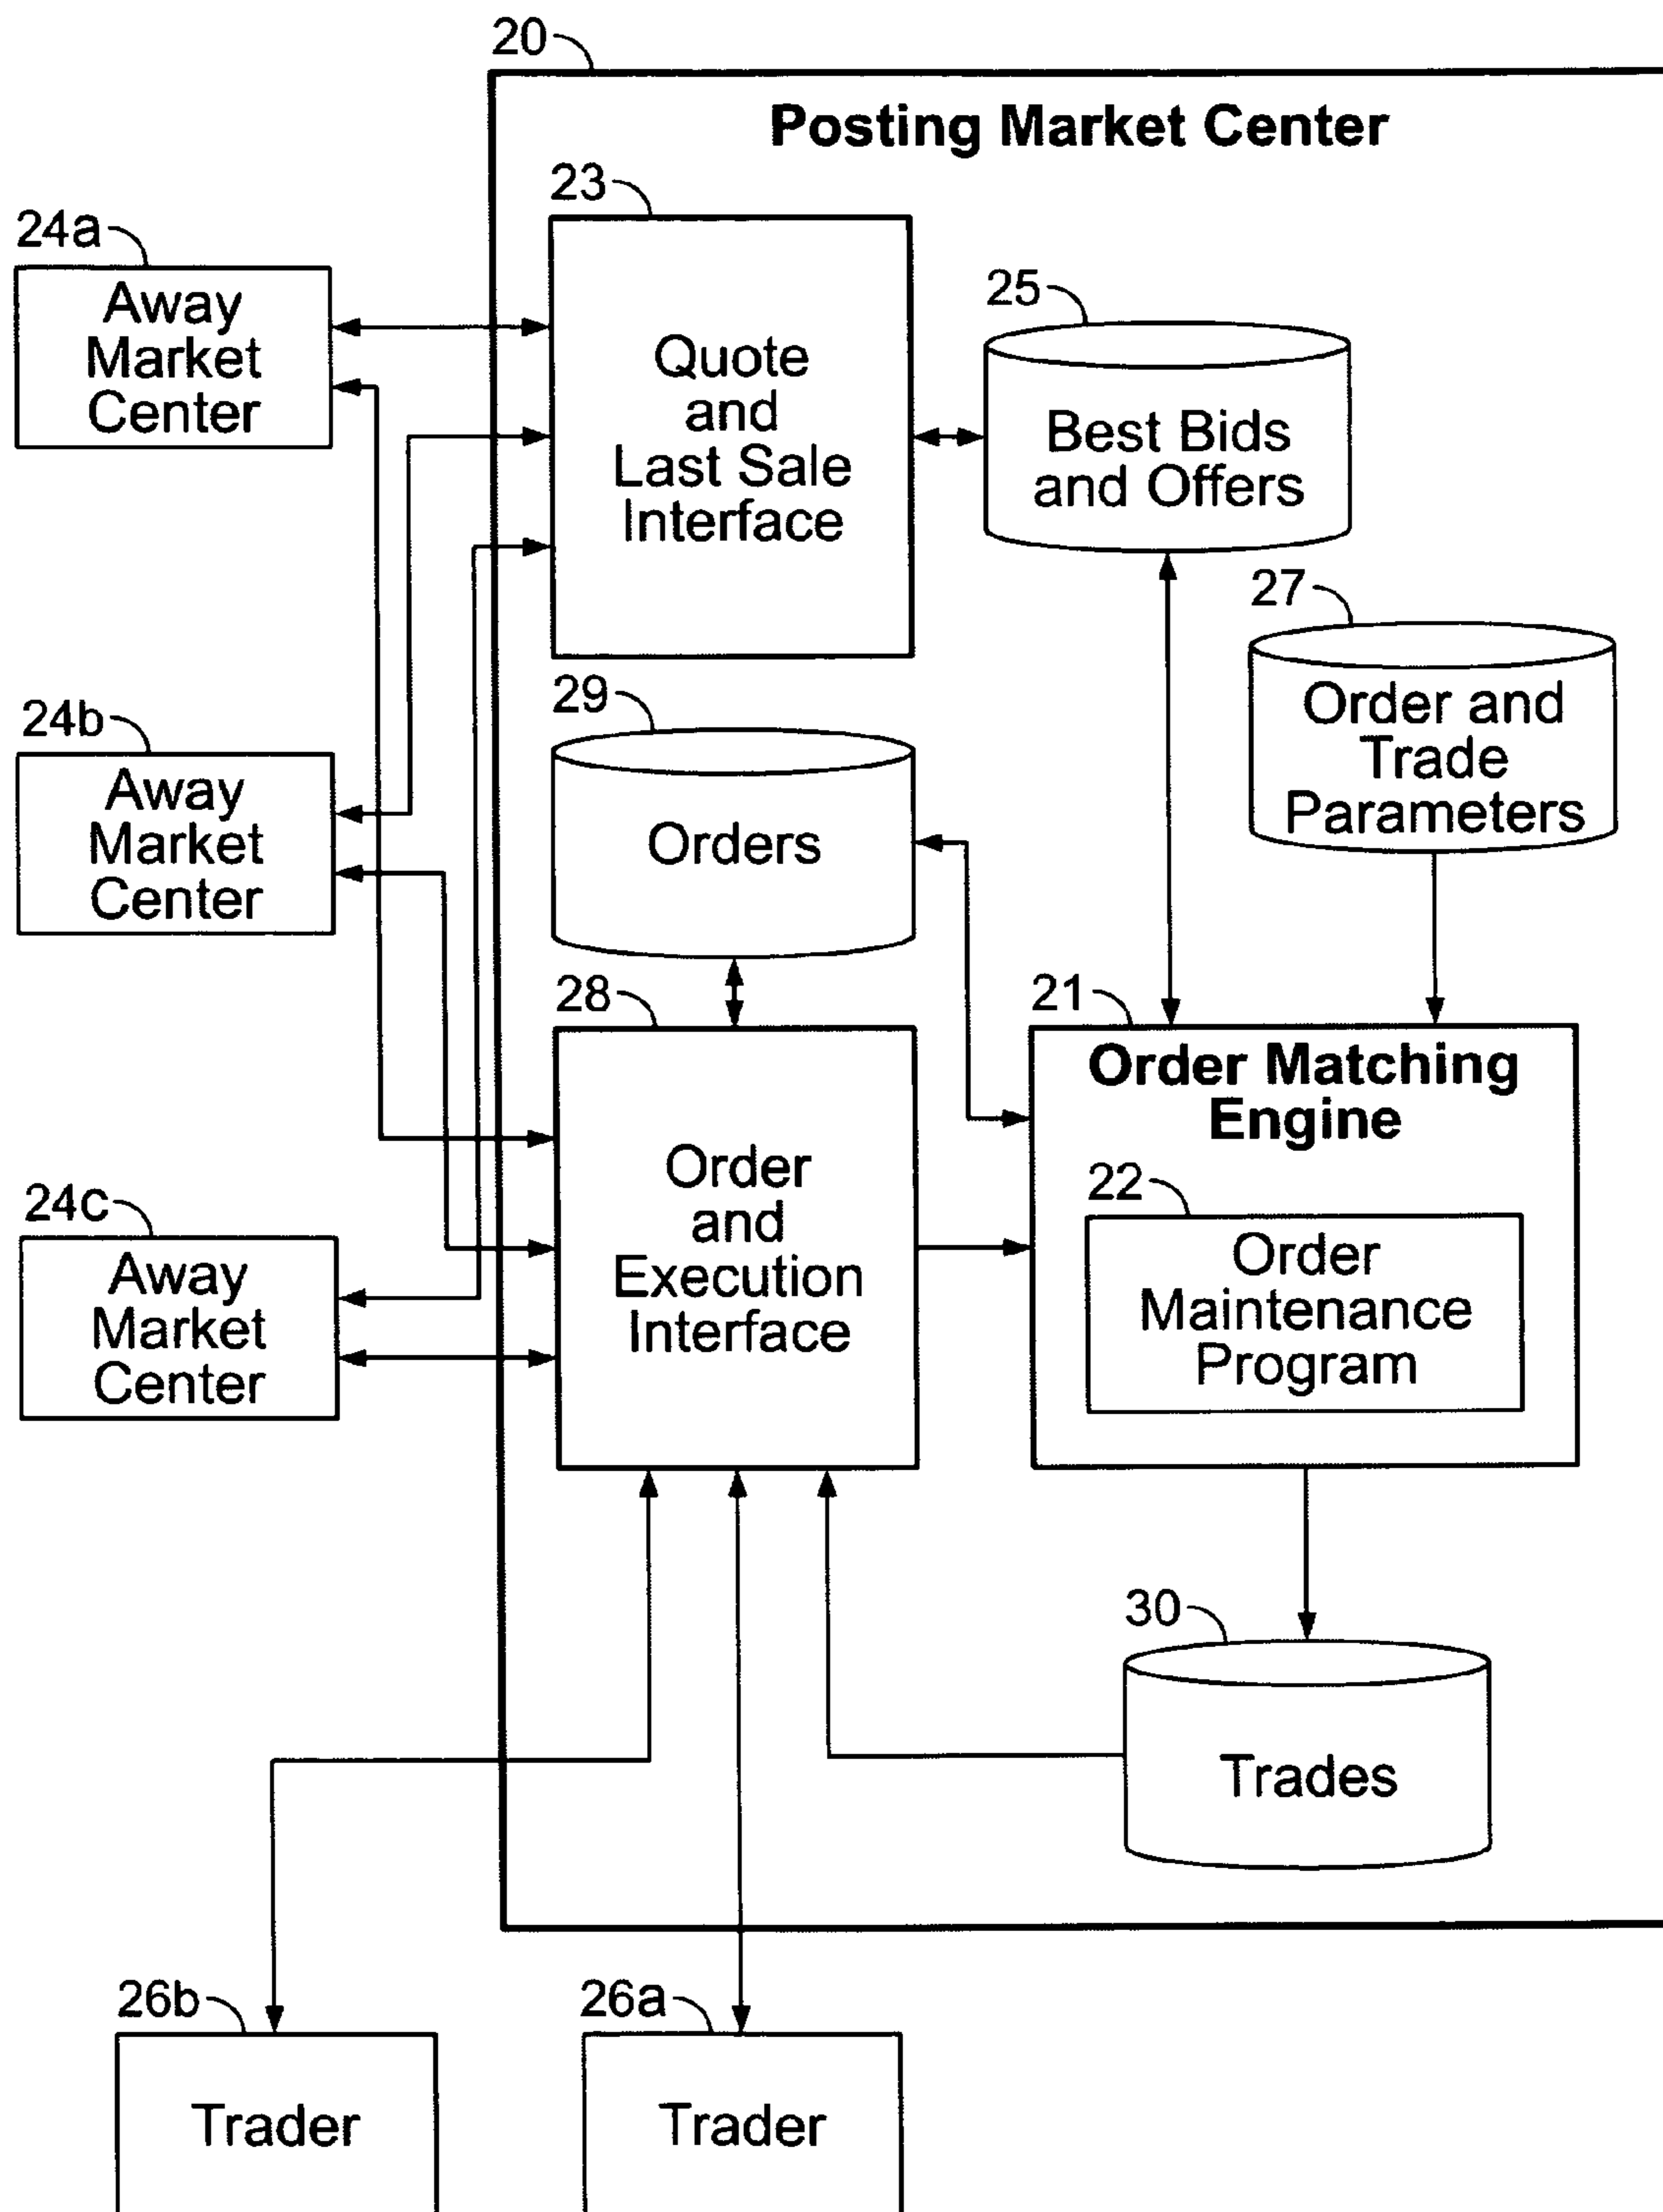 20
Posting Market Center
23
24a
Away
Market
Center
Quote
and
Last Sale
Interface
25
Best Bids
and Offers
27
Order and
Trade
Parameters
24b
Away
Market
Center
29
Orders
28
Order
and
Execution
Interface
21
Order Matching
Engine
22
Order
Maintenance
Program
24c
Away
Market
Center
30
Trades
26b
Trader
26a
Trader